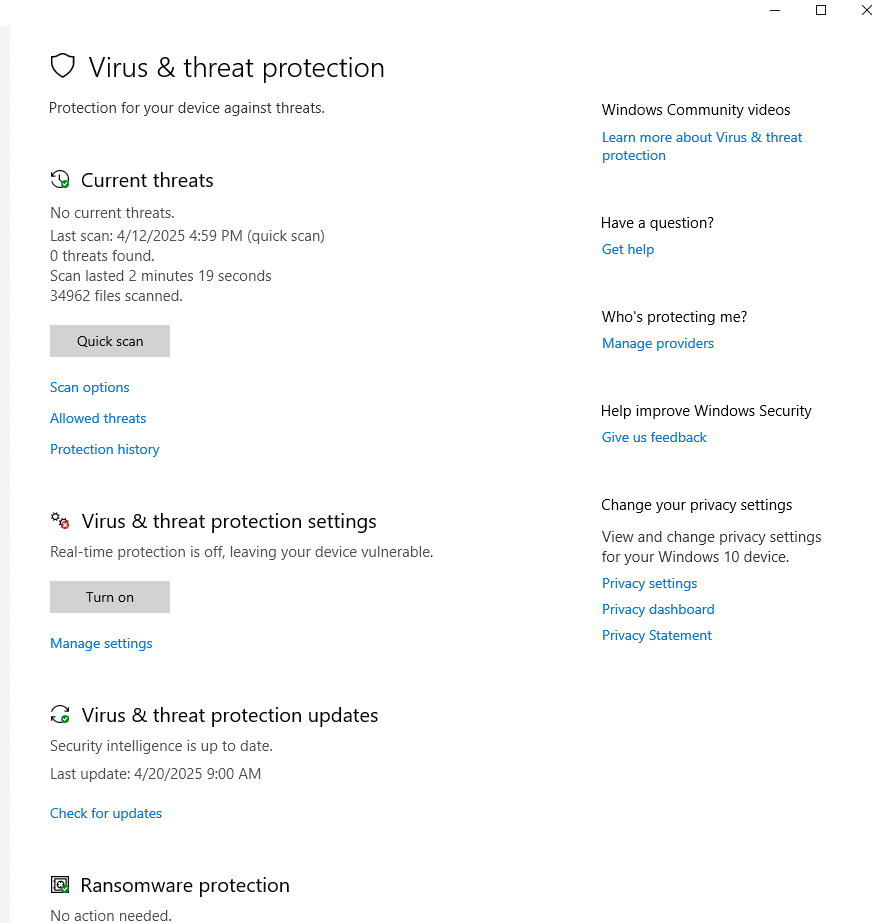 Virus & threat protection
Protection for your device against threats.
Current threats
No current threats.
Last scan: 4/12/2025 4:59 PM (quick scan)
0 threats found.
Scan lasted 2 minutes 19 seconds
34962 files scanned.
Quick scan
Scan options
Allowed threats
Protection history
Virus & threat protection settings
Real-time protection is off, leaving your device vulnerable.
Turn on
Manage settings
Virus & threat protection updates
Security intelligence is up to date.
Last update: 4/20/2025 9:00 AM
Check for updates
Ransomware protection
No action needed.
Windows Community videos
Learn more about Virus & threat
protection
Have a question?
Get help
Who's protecting me?
Manage providers
Help improve Windows Security
Give us feedback
Change your privacy settings
View and change privacy settings
for your Windows 10 device.
Privacy settings
Privacy dashboard
Privacy Statement